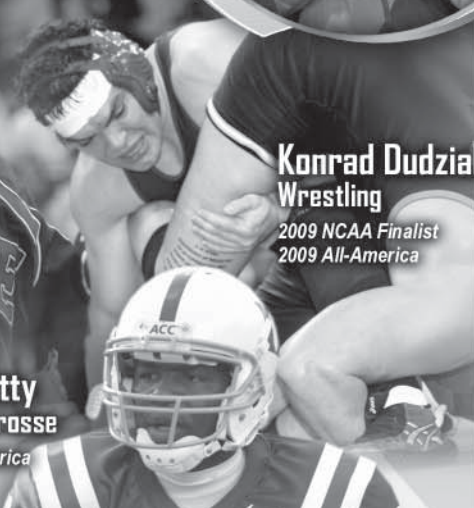 Konrad Dudzia
Wrestling
2009 NCAA Finalist
2009 All-America
ACC
tty
rosse
rica